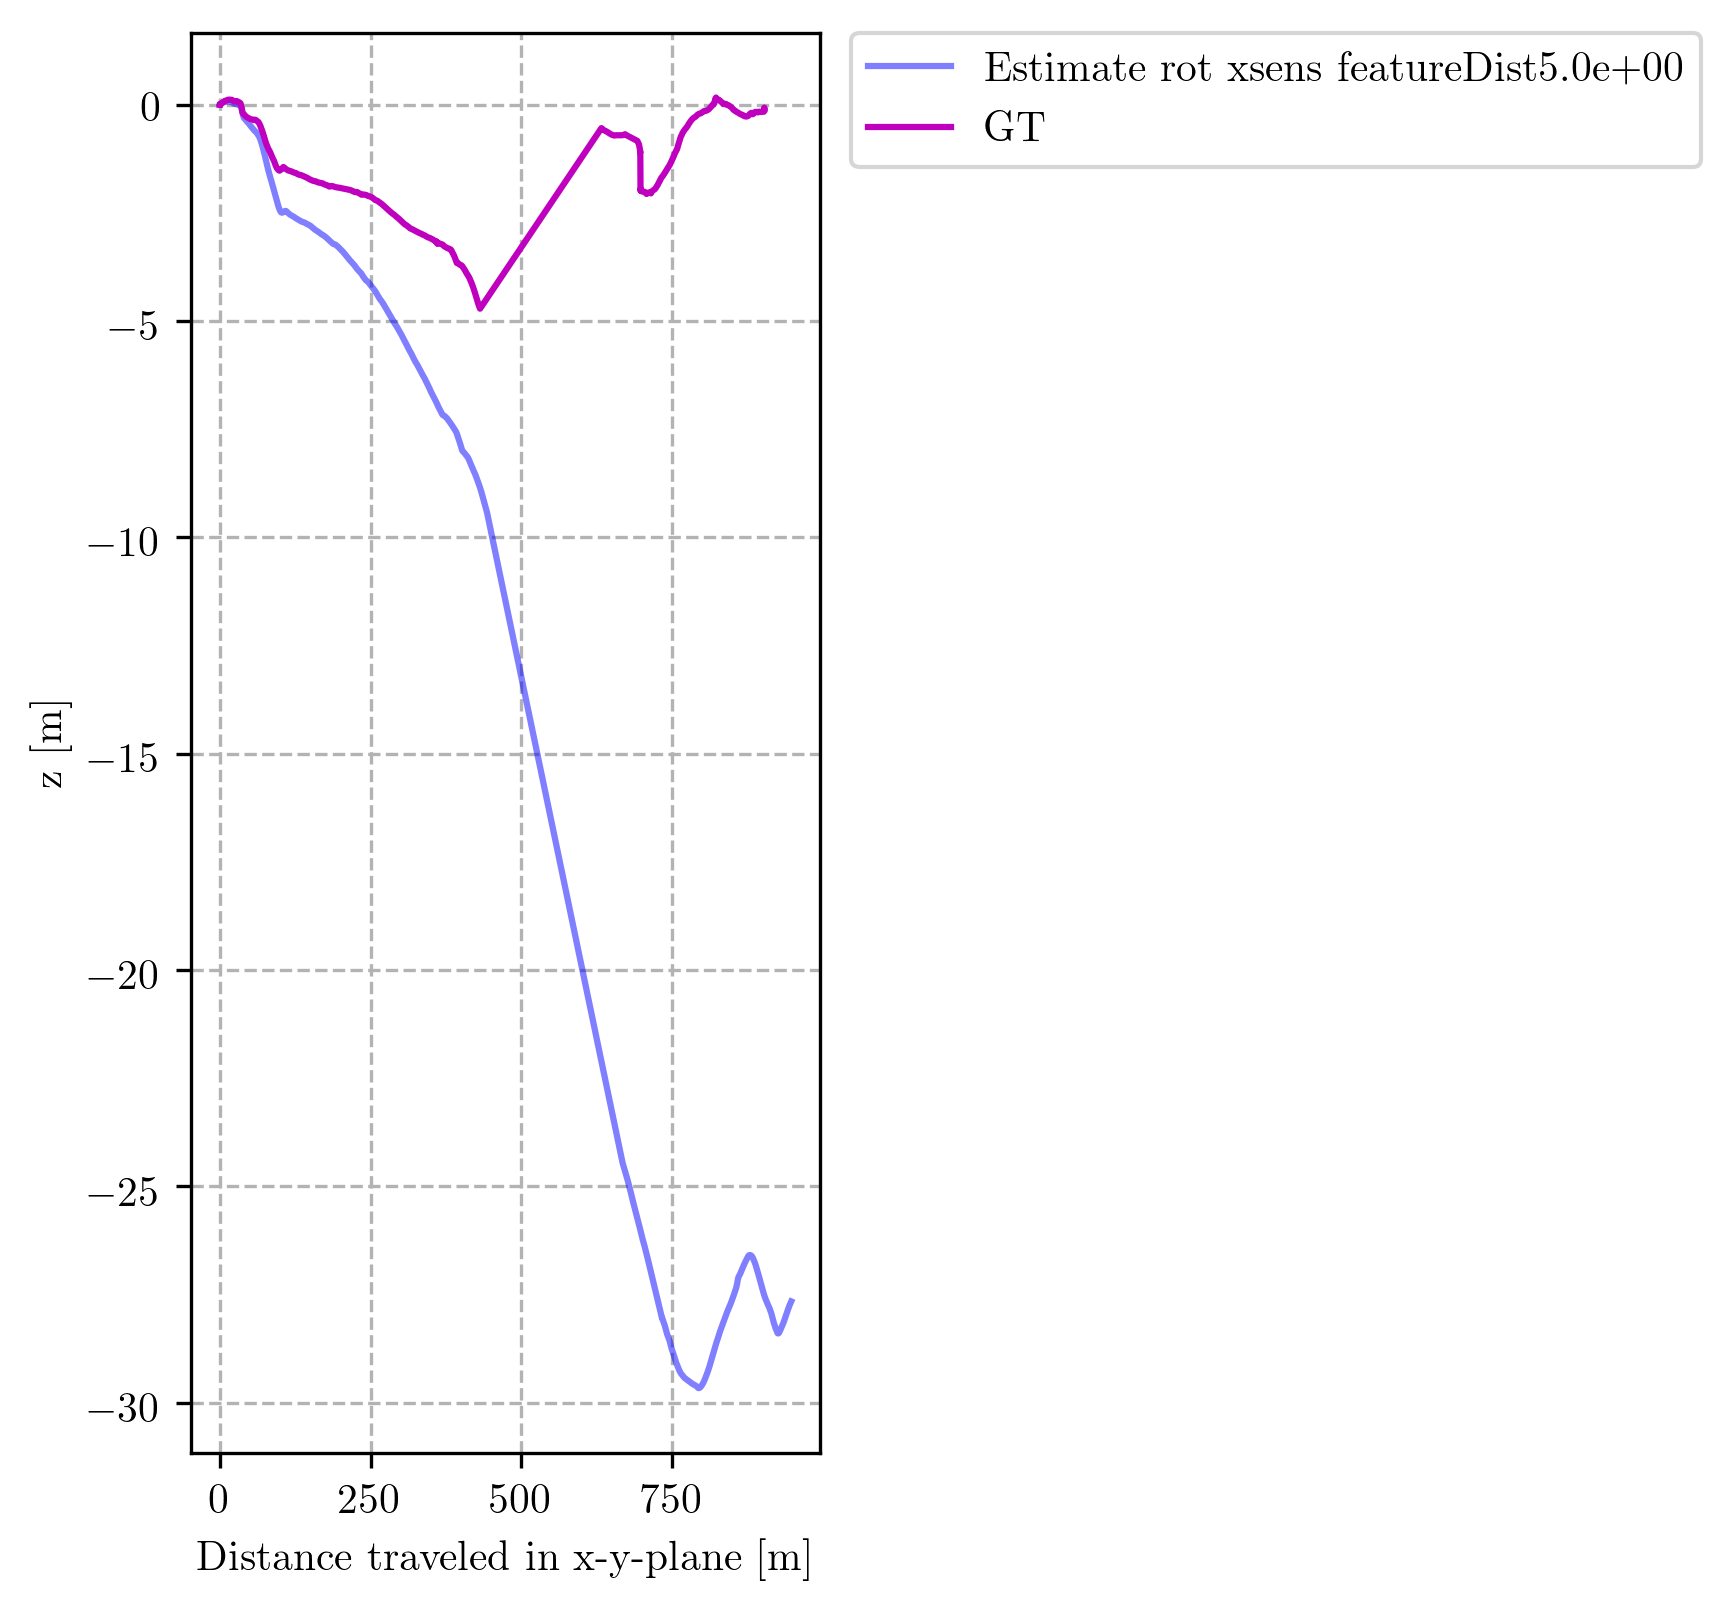 Estimate rot xsens featureDist5.0e+00
GT
0
−5
−10
−15
−20
−25
−30
z [m]
0 250 500 750
Distance traveled in x-y-plane [m]